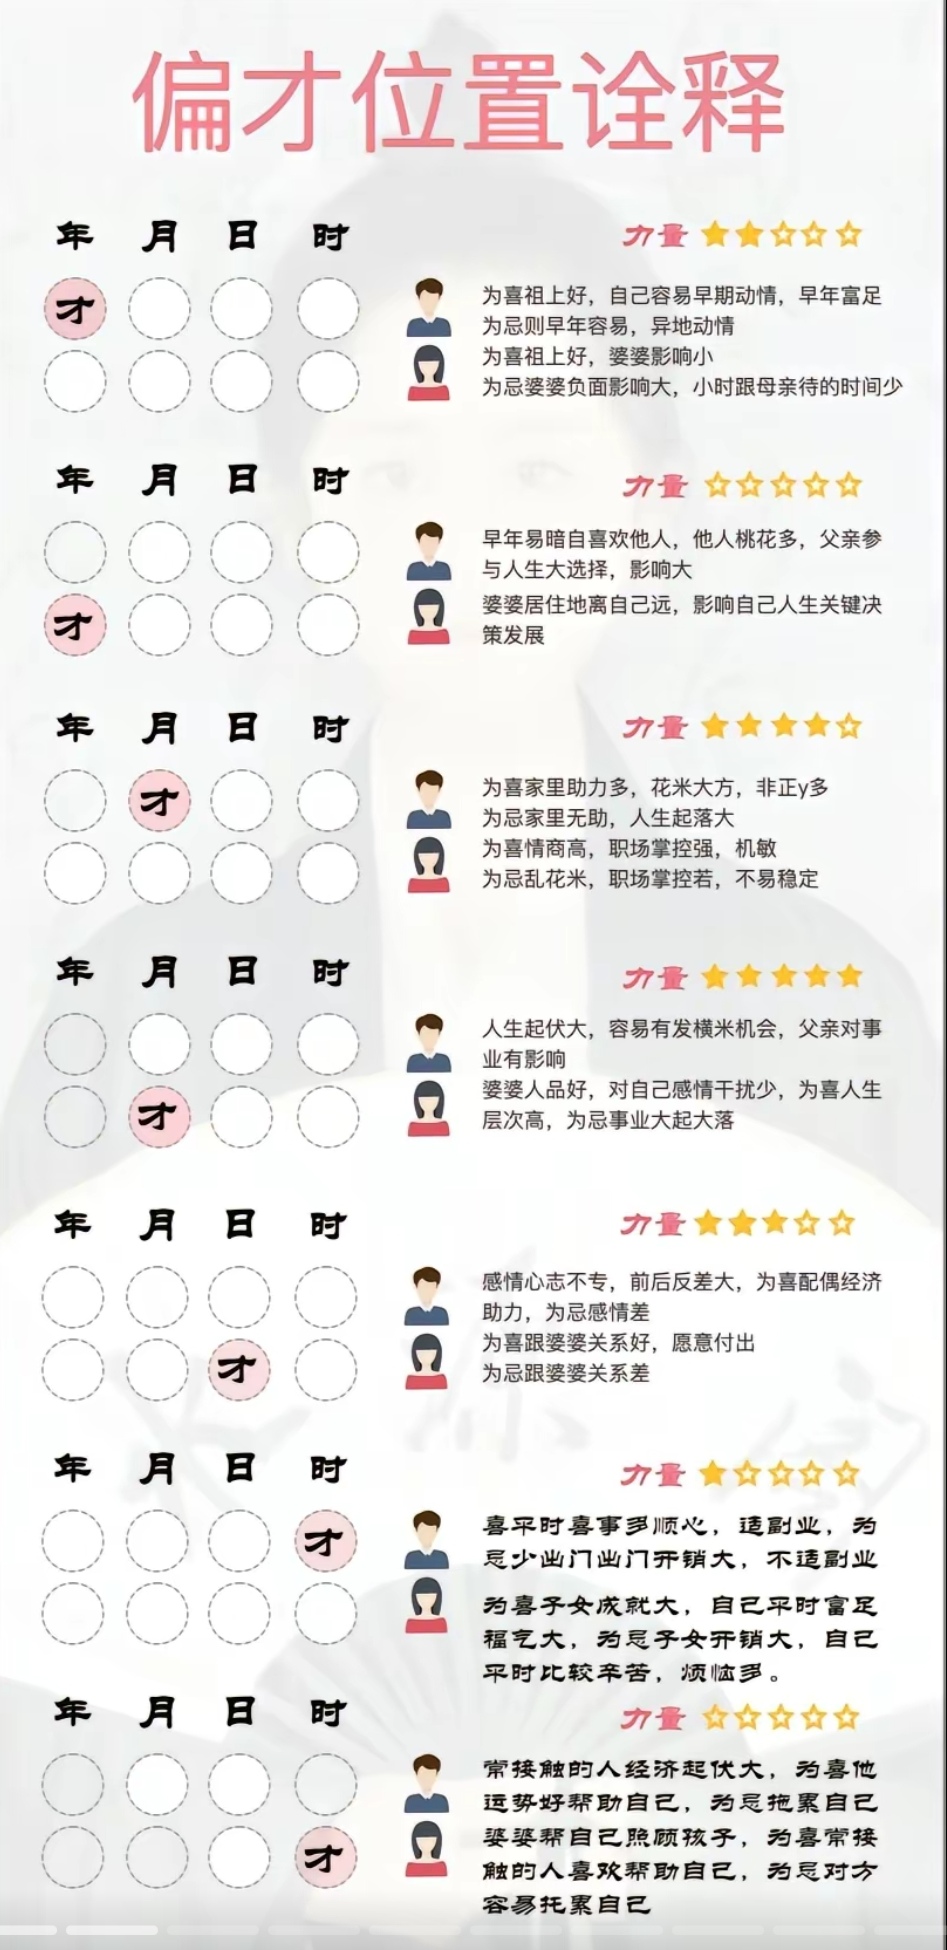 偏才位置诠释
年 月 日 时
力量
才
为喜祖上好，自己容易早期动情，早年富足
为忌则早年容易，异地动情
为喜祖上好，婆婆影响小
为忌婆婆负面影响大，小时跟母亲待的时间少
年 月 日 时
力量
早年易暗自喜欢他人，他人桃花多，父亲参
与人生大选择，影响大
才
婆婆居住地离自己远，影响自己人生关键决
策发展
年 月 日 时
力量
才
为喜家里助力多，花米大方，非正y多
为忌家里无助，人生起落大
为喜情商高，职场掌控强，机敏
为忌乱花米，职场掌控若，不易稳定
年 月 日 时
力量
人生起伏大，容易有发横米机会，父亲对事
业有影响
才
婆婆人品好，对自己感情干扰少，为喜人生
层次高，为忌事业大起大落
年 月 日 时
力量
感情心志不专，前后反差大，为喜配偶经济
助力，为忌感情差
才
为喜跟婆婆关系好，愿意付出
为忌跟婆婆关系差
年 月 日 时
力量
才
喜平时喜事多顺心，适副业，为
忌少出门出门开销大，不适副业
为喜子女成就大，自己平时富足
福气大，为忌子女开销大，自己
平时比较辛苦，烦恼多。
年 月 日 时
力量
常接触的人经济起伏大，为喜他
运势好帮助自己，为忌拖累自己
才
婆婆帮自己照顾孩子，为喜常接
触的人喜欢帮助自己，为忌对方
容易托累自己